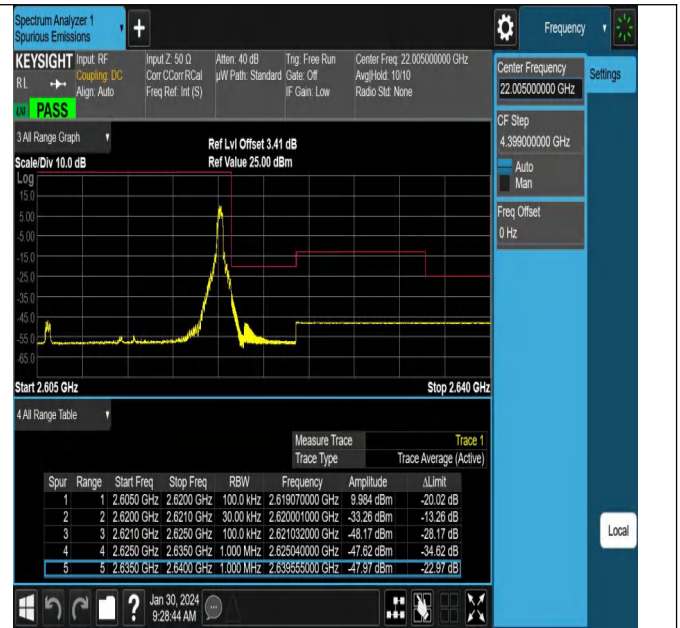 Spectrum Analyzer 1
Spurious Emissions
+
Frequency
KEYSIGHT Input: RF Input Z: 50 Ω Atten: 40 dB Trig: Free Run Center Freq: 22.005000000 GHz
RL Coupling: DC Corr CCorr RCal µW Path: Standard Gate: Off Avg|Hold: 10/10
Align: Auto Freq Ref: Int (S) IF Gain: Low Radio Std: None
PASS
Center Frequency
22.005000000 GHz
Settings
CF Step
4.399000000 GHz
Auto
Man
Freq Offset
0 Hz
3 All Range Graph
Ref Lvl Offset 3.41 dB
Scale/Div 10.0 dB Ref Value 25.00 dBm
Log
15.0
5.00
-5.00
-15.0
-25.0
-35.0
-45.0
-55.0
-65.0
Start 2.605 GHz Stop 2.640 GHz
4 All Range Table
Measure Trace Trace 1
Trace Type Trace Average (Active)
Spur Range Start Freq Stop Freq RBW Frequency Amplitude ΔLimit
1 1 2.6050 GHz 2.6200 GHz 100.0 kHz 2.619070000 GHz 9.984 dBm -20.02 dB
2 2 2.6200 GHz 2.6210 GHz 30.00 kHz 2.620001000 GHz -33.26 dBm -13.26 dB
3 3 2.6210 GHz 2.6250 GHz 100.0 kHz 2.621032000 GHz -48.17 dBm -28.17 dB
4 4 2.6250 GHz 2.6350 GHz 1.000 MHz 2.625040000 GHz -47.62 dBm -34.62 dB
5 5 2.6350 GHz 2.6400 GHz 1.000 MHz 2.639555000 GHz -47.97 dBm -22.97 dB
Local
? Jan 30, 2024
9:28:44 AM